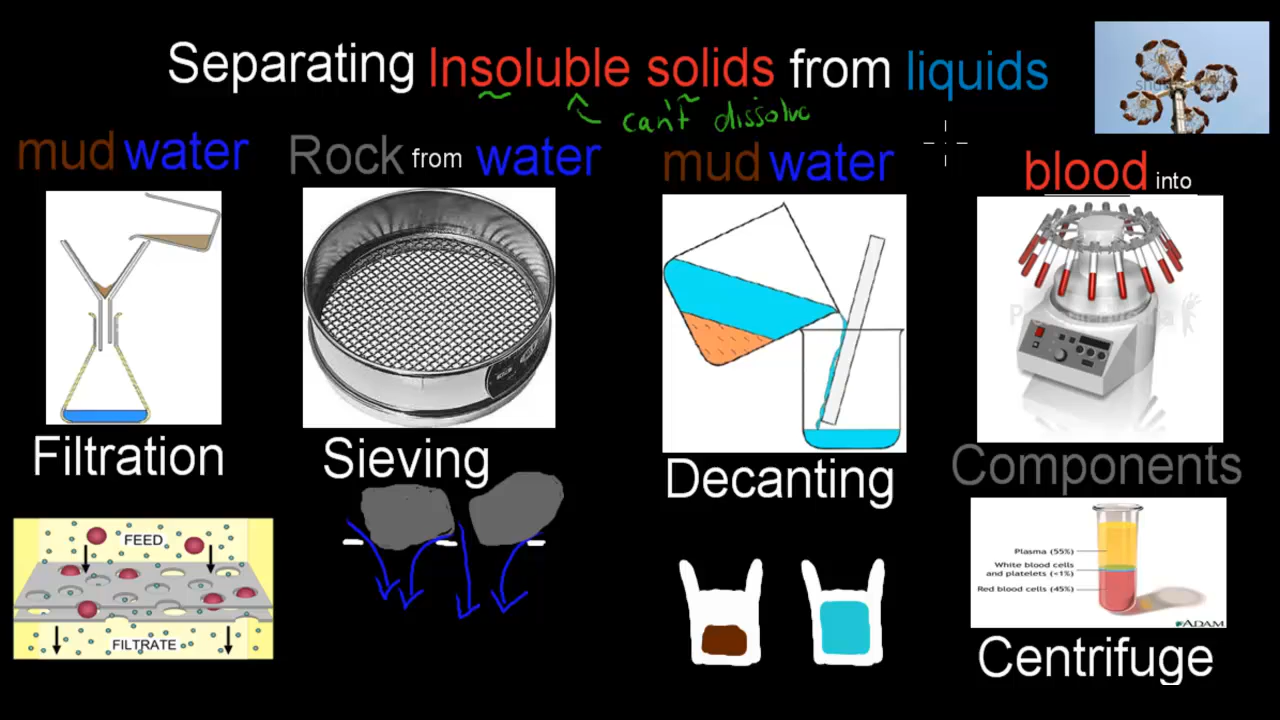 Separating Insoluble solids from liquids
can't dissolve
mud water
Rock from water
mud water
blood into
Filtration
Sieving
Decanting
Components
FEED
FILTRATE
Plasma (55%)
White blood cells
and platelets (<1%)
Red blood cells (45%)
ADAM
Centrifuge